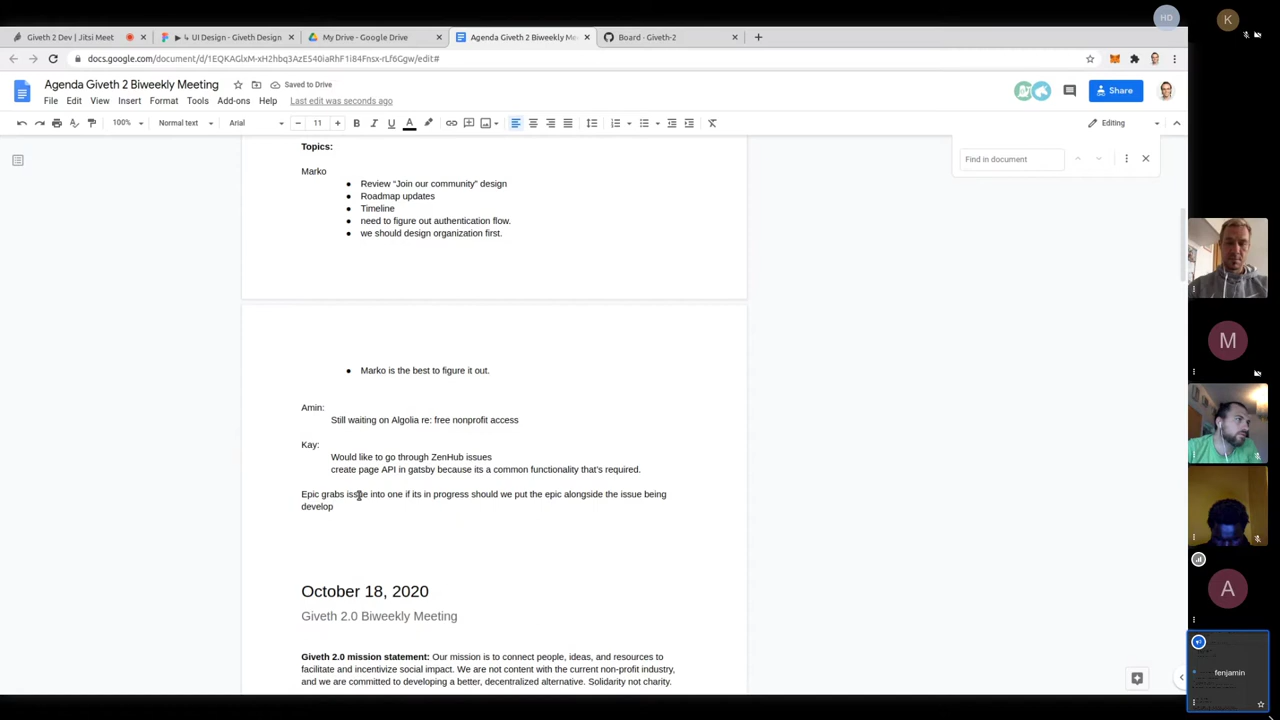 HD
K
Giveth 2 Dev | Jitsi Meet
▶ ↳ UI Design - Giveth Design
My Drive - Google Drive
Agenda Giveth 2 Biweekly Me
Board · Giveth-2
docs.google.com/document/d/1EQKAGlxM-xH2hbq3AzE540iaRhF1i84Fnsx-rLf6Ggw/edit#
Agenda Giveth 2 Biweekly Meeting
Saved to Drive
File Edit View Insert Format Tools Add-ons Help Last edit was seconds ago
Share
100% Normal text Arial 11 B I U A Editing
Find in document
Topics:
Marko
● Review “Join our community” design
● Roadmap updates
● Timeline
● need to figure out authentication flow.
● we should design organization first.
● Marko is the best to figure it out.
Amin:
Still waiting on Algolia re: free nonprofit access
Kay:
Would like to go through ZenHub issues
create page API in gatsby because its a common functionality that’s required.
Epic grabs issue into one if its in progress should we put the epic alongside the issue being
develop
October 18, 2020
Giveth 2.0 Biweekly Meeting
Giveth 2.0 mission statement: Our mission is to connect people, ideas, and resources to
facilitate and incentivize social impact. We are not content with the current non-profit industry,
and we are committed to developing a better, decentralized alternative. Solidarity not charity.
M
A
fenjamin